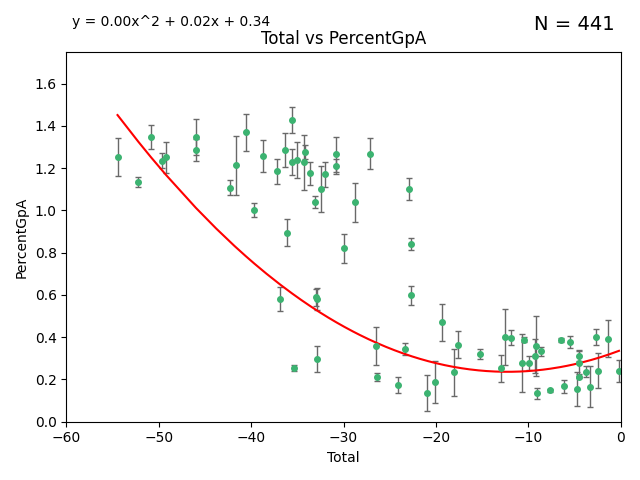 y = 0.00x^2 + 0.02x + 0.34
N = 441
Total vs PercentGpA
PercentGpA
1.6
1.4
1.2
1.0
0.8
0.6
0.4
0.2
0.0
−60 −50 −40 −30 −20 −10 0
Total